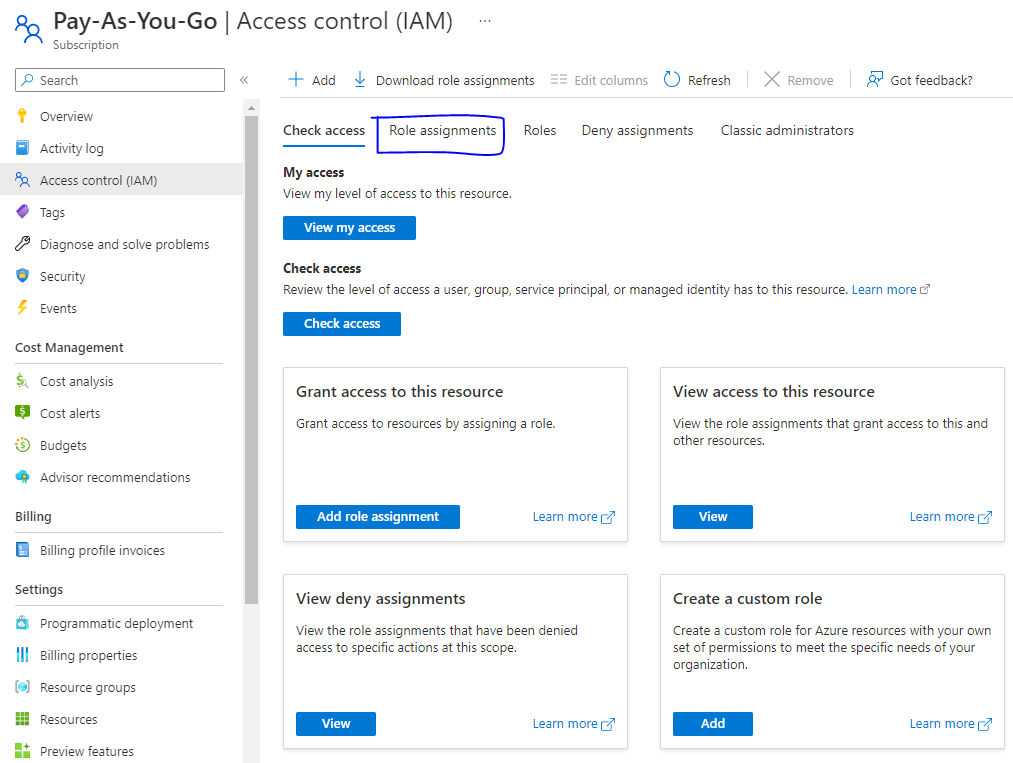 Pay-As-You-Go | Access control (IAM) ...
Subscription
Search
«
Add
Download role assignments
Edit columns
Refresh
Remove
Got feedback?
Overview
Activity log
Access control (IAM)
Tags
Diagnose and solve problems
Security
Events
Cost Management
Cost analysis
Cost alerts
Budgets
Advisor recommendations
Billing
Billing profile invoices
Settings
Programmatic deployment
Billing properties
Resource groups
Resources
Preview features
Check access
Role assignments
Roles
Deny assignments
Classic administrators
My access
View my level of access to this resource.
View my access
Check access
Review the level of access a user, group, service principal, or managed identity has to this resource. Learn more
Check access
Grant access to this resource
Grant access to resources by assigning a role.
Add role assignment
Learn more
View access to this resource
View the role assignments that grant access to this and
other resources.
View
Learn more
View deny assignments
View the role assignments that have been denied
access to specific actions at this scope.
View
Learn more
Create a custom role
Create a custom role for Azure resources with your own
set of permissions to meet the specific needs of your
organization.
Add
Learn more